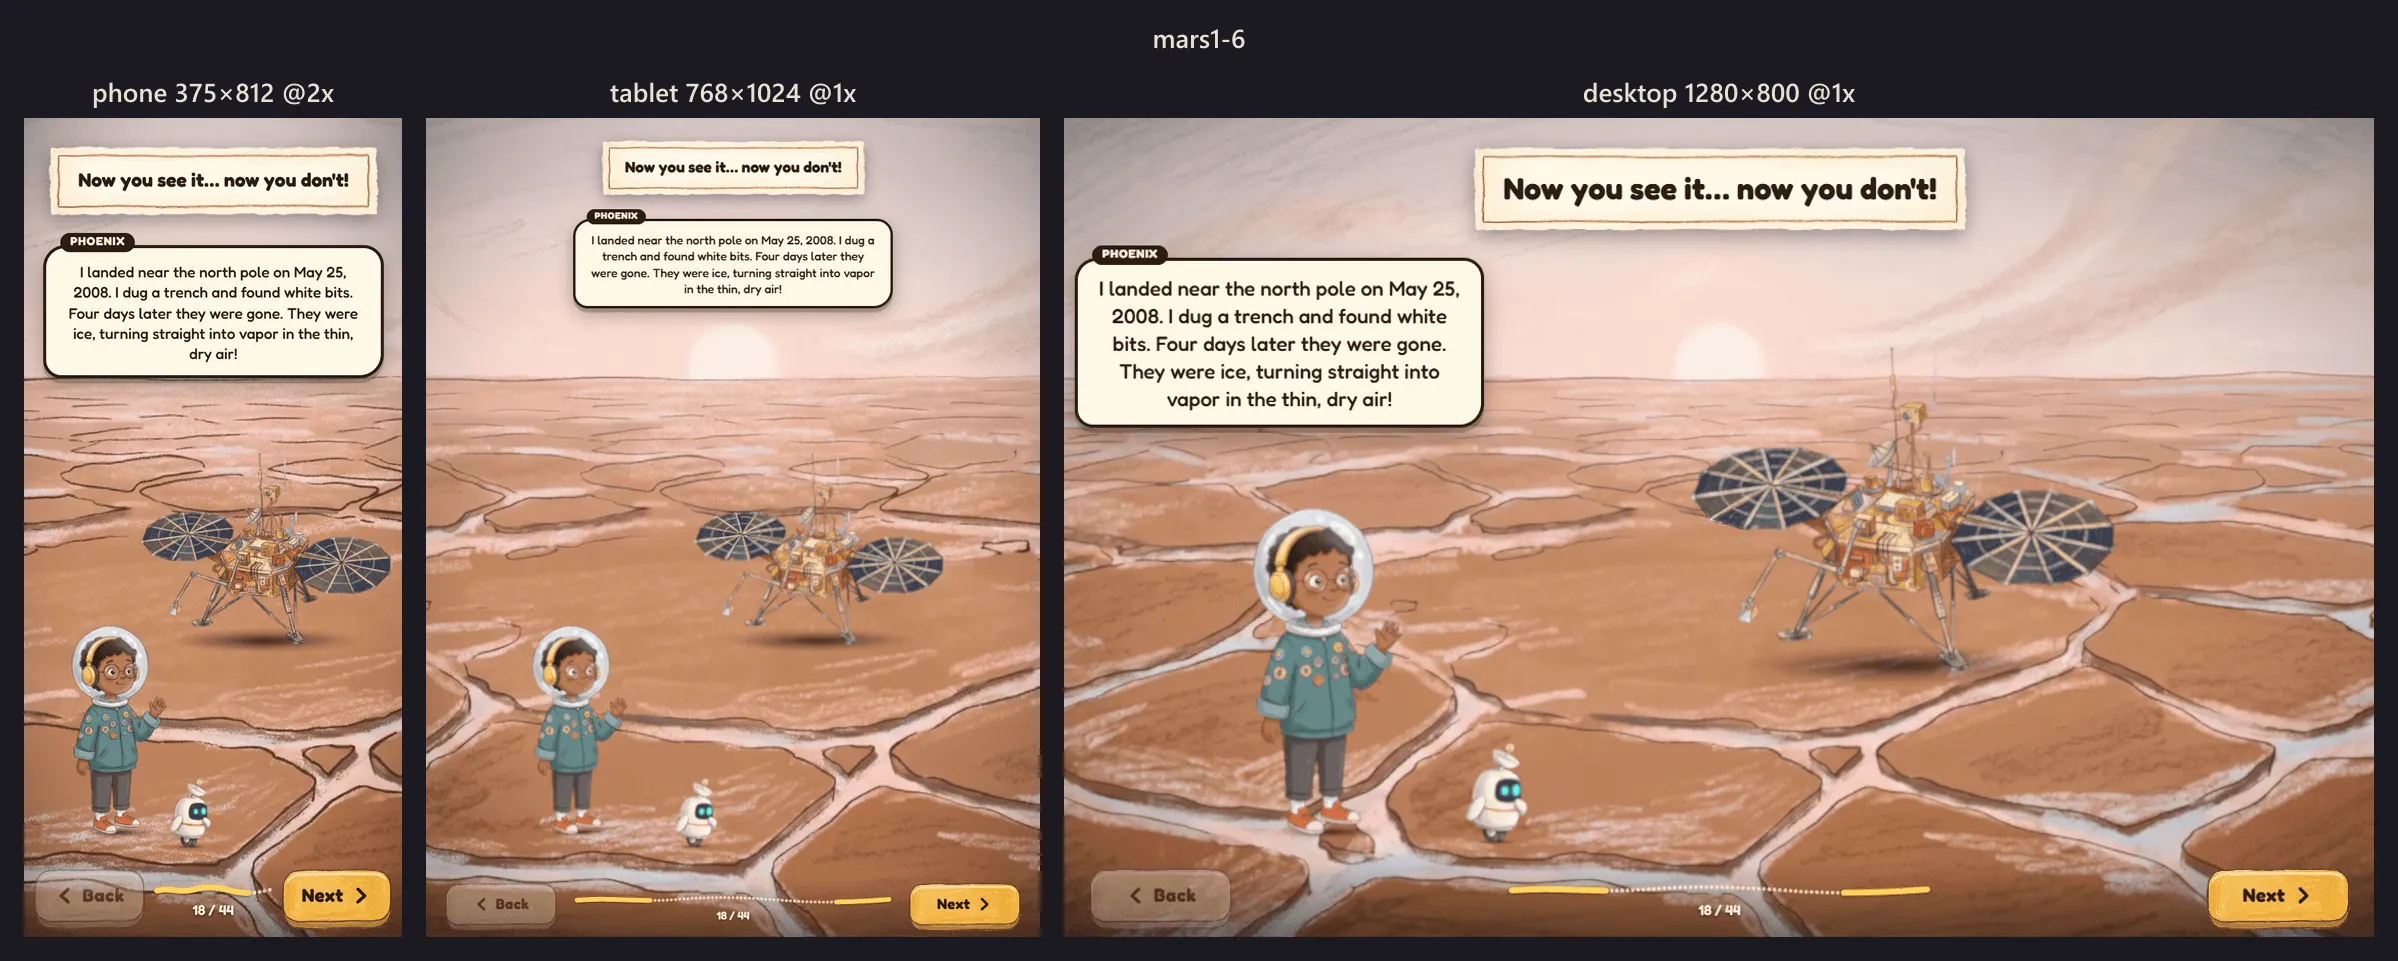 mars1-6
phone 375×812 @2x
Now you see it... now you don't!
PHOENIX
I landed near the north pole on May 25,
2008. I dug a trench and found white bits.
Four days later they were gone. They were
ice, turning straight into vapor in the thin,
dry air!
Back
18 / 44
Next
tablet 768×1024 @1x
Now you see it... now you don't!
PHOENIX
I landed near the north pole on May 25, 2008. I dug a
trench and found white bits. Four days later they
were gone. They were ice, turning straight into vapor
in the thin, dry air!
Back
18 / 44
Next
desktop 1280×800 @1x
Now you see it... now you don't!
PHOENIX
I landed near the north pole on May 25,
2008. I dug a trench and found white
bits. Four days later they were gone.
They were ice, turning straight into
vapor in the thin, dry air!
Back
18 / 44
Next